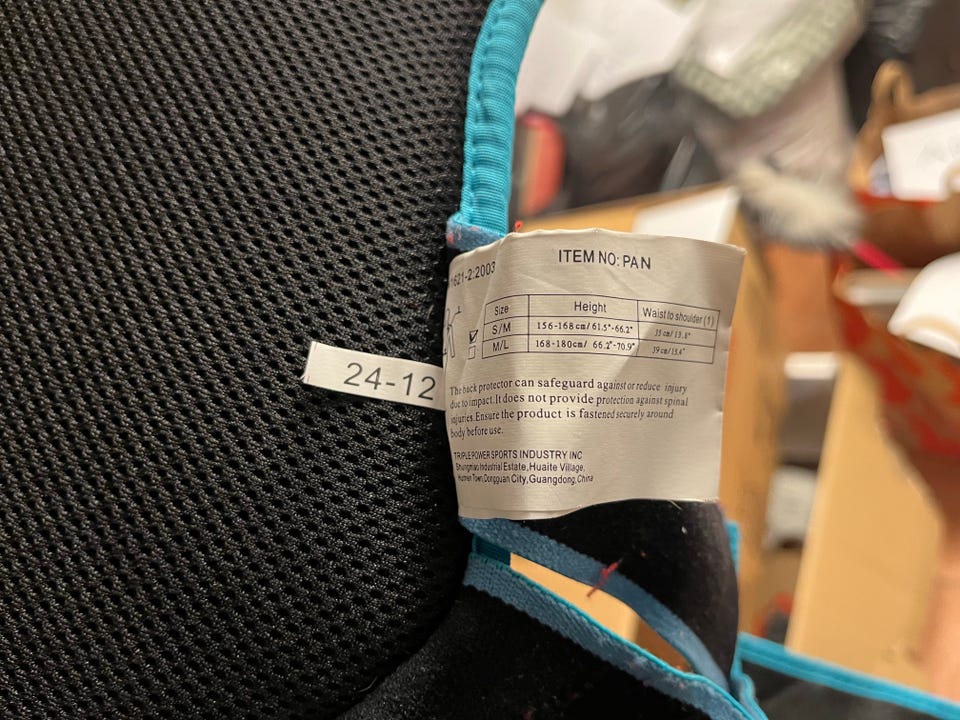 1621-2:2003
ITEM NO: PAN
Size Height Waist to shoulder (1)
S/M 156-168cm/61.5"-66.2" 35 cm/13.8"
M/L 168-180cm/ 66.2"-70.9" 39 cm/15.4"
24-12
The back protector can safeguard against or reduce injury
due to impact.It does not provide protection against spinal
injuries.Ensure the product is fastened securely around
body before use.
TRIPLE POWER SPORTS INDUSTRY INC
Shungmiao Industrial Estate, Huaite Village,
Humen Town, Dongguan City, Guangdong, China